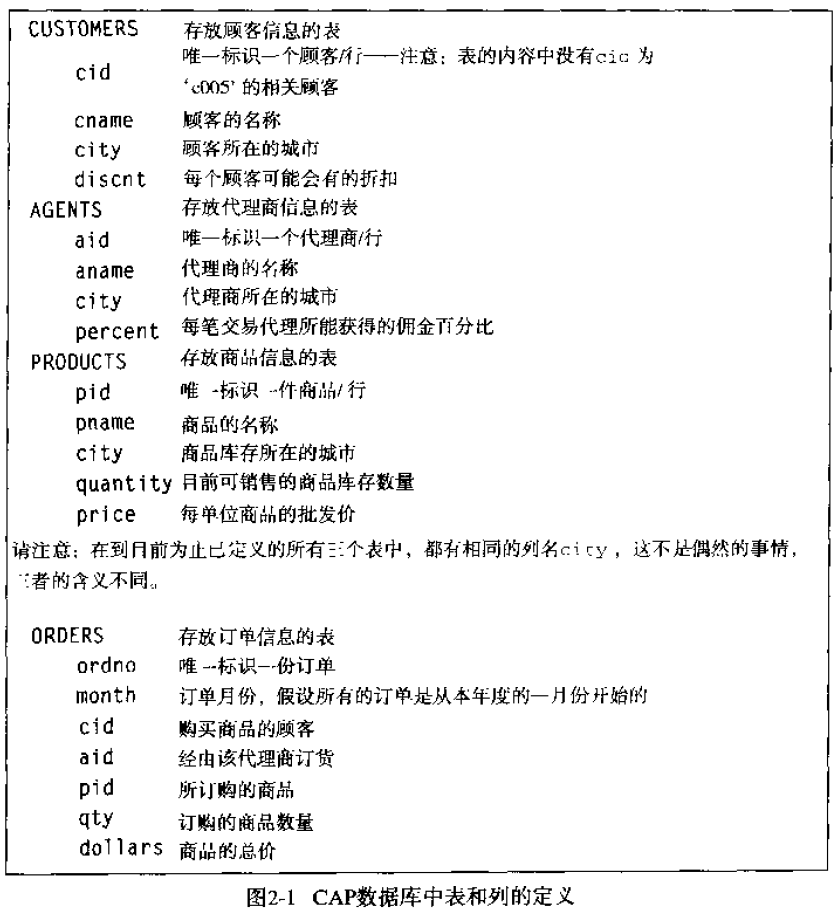 CUSTOMERS 存放顾客信息的表
cid 唯一标识一个顾客/行——注意：表的内容中没有cid 为
'c005' 的相关顾客
cname 顾客的名称
city 顾客所在的城市
discnt 每个顾客可能会有的折扣
AGENTS 存放代理商信息的表
aid 唯一标识一个代理商/行
aname 代理商的名称
city 代理商所在的城市
percent 每笔交易代理所能获得的佣金百分比
PRODUCTS 存放商品信息的表
pid 唯一标识一件商品/行
pname 商品的名称
city 商品库存所在的城市
quantity 目前可销售的商品库存数量
price 每单位商品的批发价
请注意：在到目前为止已定义的所有三个表中，都有相同的列名city，这不是偶然的事情，
三者的含义不同。
ORDERS 存放订单信息的表
ordno 唯一标识一份订单
month 订单月份，假设所有的订单是从本年度的一月份开始的
cid 购买商品的顾客
aid 经由该代理商订货
pid 所订购的商品
qty 订购的商品数量
dollars 商品的总价
图2-1 CAP数据库中表和列的定义